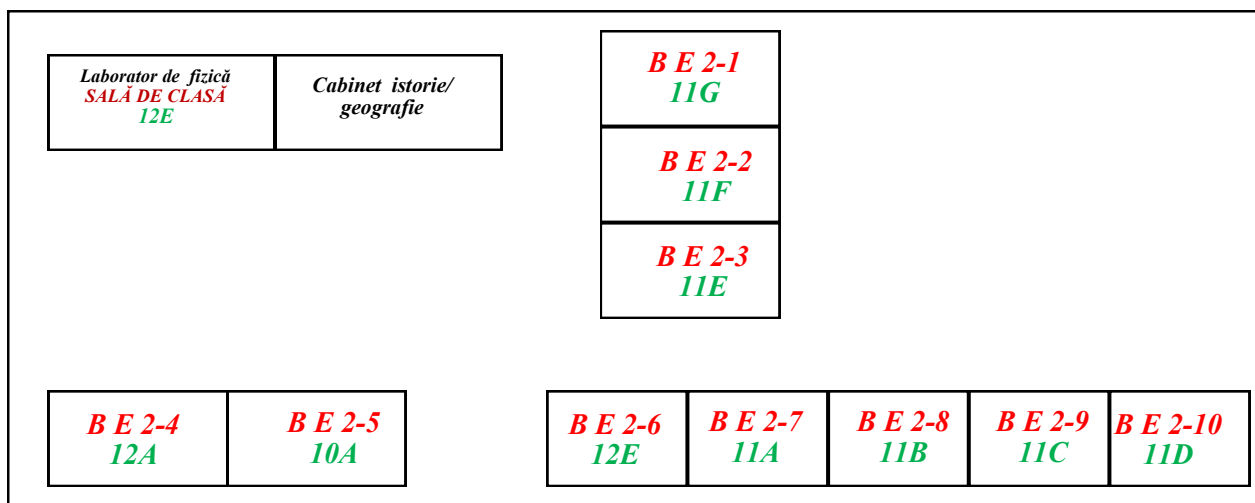 Laborator de fizică
SALĂ DE CLASĂ
12E
Cabinet istorie/
geografie
B E 2-1
11G
B E 2-2
11F
B E 2-3
11E
B E 2-4
12A
B E 2-5
10A
B E 2-6
12E
B E 2-7
11A
B E 2-8
11B
B E 2-9
11C
B E 2-10
11D